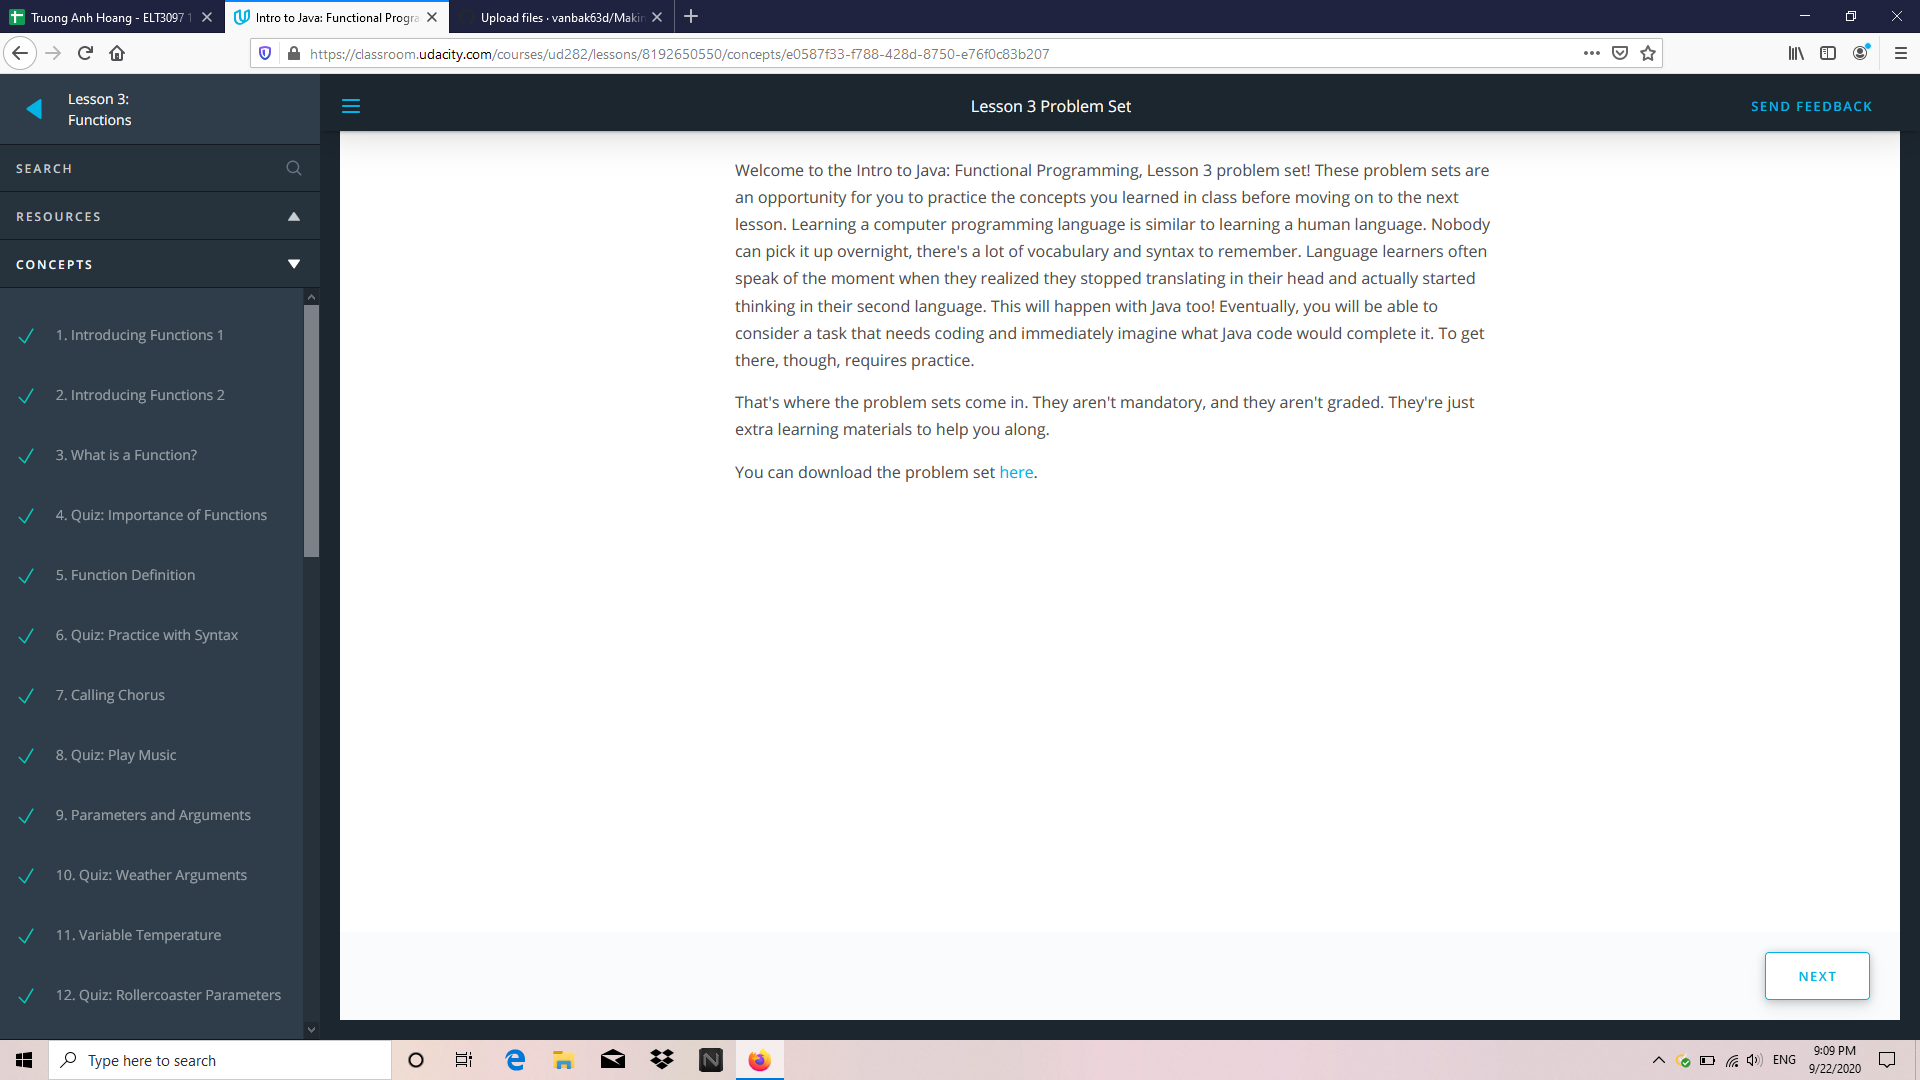 Truong Anh Hoang - ELT3097 1
Intro to Java: Functional Progra
Upload files · vanbak63d/Makin
https://classroom.udacity.com/courses/ud282/lessons/8192650550/concepts/e0587f33-f788-428d-8750-e76f0c83b207
Lesson 3:
Functions
Lesson 3 Problem Set
SEND FEEDBACK
SEARCH
RESOURCES
CONCEPTS
1. Introducing Functions 1
2. Introducing Functions 2
3. What is a Function?
4. Quiz: Importance of Functions
5. Function Definition
6. Quiz: Practice with Syntax
7. Calling Chorus
8. Quiz: Play Music
9. Parameters and Arguments
10. Quiz: Weather Arguments
11. Variable Temperature
12. Quiz: Rollercoaster Parameters
Welcome to the Intro to Java: Functional Programming, Lesson 3 problem set! These problem sets are
an opportunity for you to practice the concepts you learned in class before moving on to the next
lesson. Learning a computer programming language is similar to learning a human language. Nobody
can pick it up overnight, there's a lot of vocabulary and syntax to remember. Language learners often
speak of the moment when they realized they stopped translating in their head and actually started
thinking in their second language. This will happen with Java too! Eventually, you will be able to
consider a task that needs coding and immediately imagine what Java code would complete it. To get
there, though, requires practice.
That's where the problem sets come in. They aren't mandatory, and they aren't graded. They're just
extra learning materials to help you along.
You can download the problem set here.
NEXT
Type here to search
ENG
9:09 PM
9/22/2020